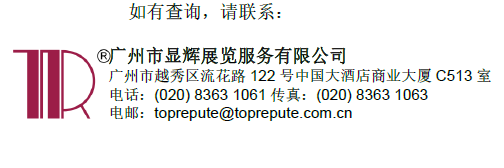 如有查询，请联系：
®广州市显辉展览服务有限公司
广州市越秀区流花路 122 号中国大酒店商业大厦 C513 室
电话：(020) 8363 1061 传真：(020) 8363 1063
电邮：toprepute@toprepute.com.cn